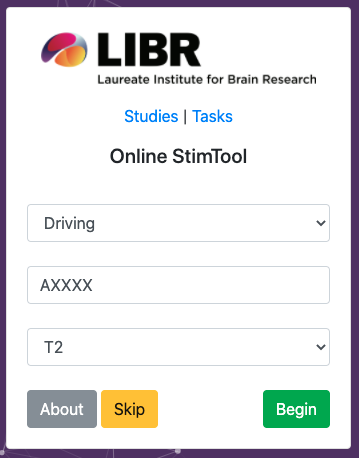 LIBR
Laureate Institute for Brain Research
Studies | Tasks
Online StimTool
Driving
AXXXX
T2
About Skip Begin